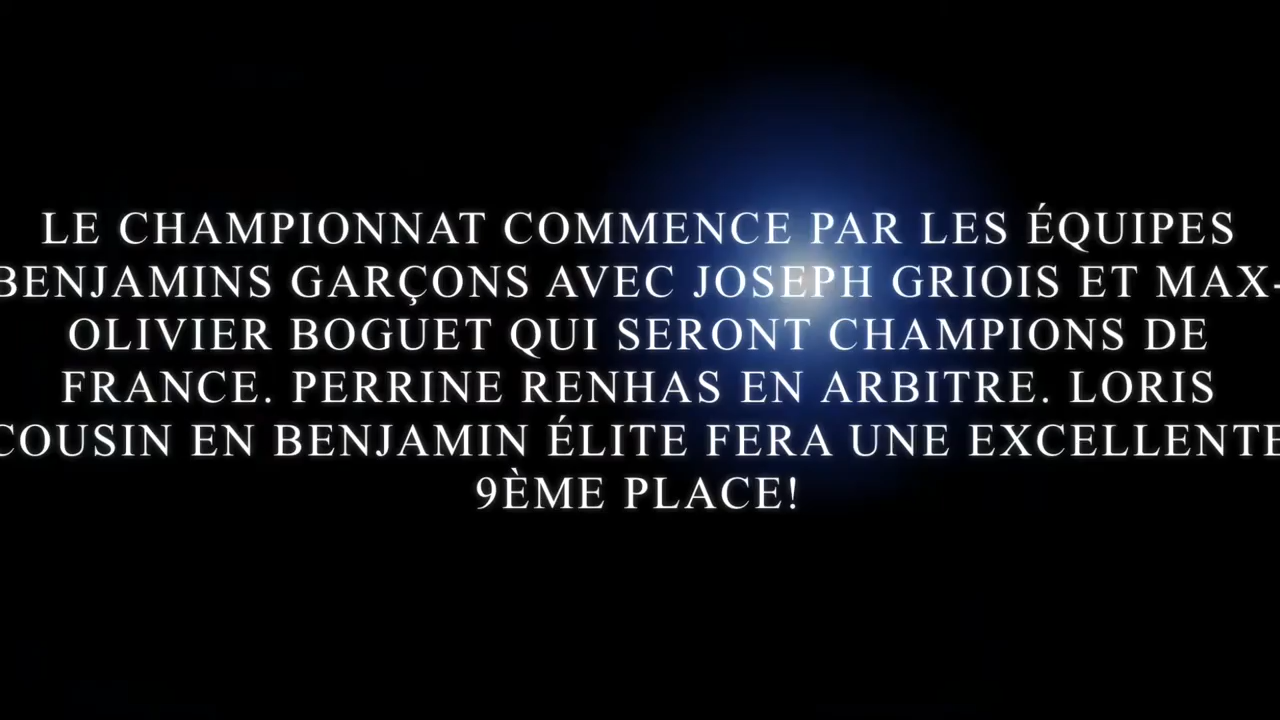 LE CHAMPIONNAT COMMENCE PAR LES ÉQUIPES
BENJAMINS GARÇONS AVEC JOSEPH GRIOIS ET MAX-
OLIVIER BOGUET QUI SERONT CHAMPIONS DE
FRANCE. PERRINE RENHAS EN ARBITRE. LORIS
COUSIN EN BENJAMIN ÉLITE FERA UNE EXCELLENTE
9ÈME PLACE!